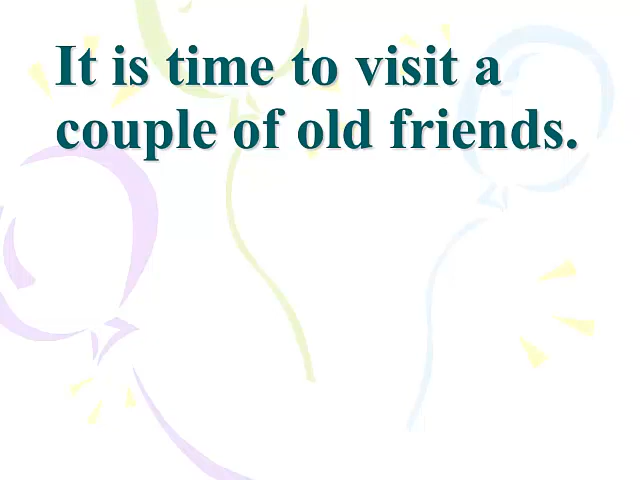 It is time to visit a
couple of old friends.